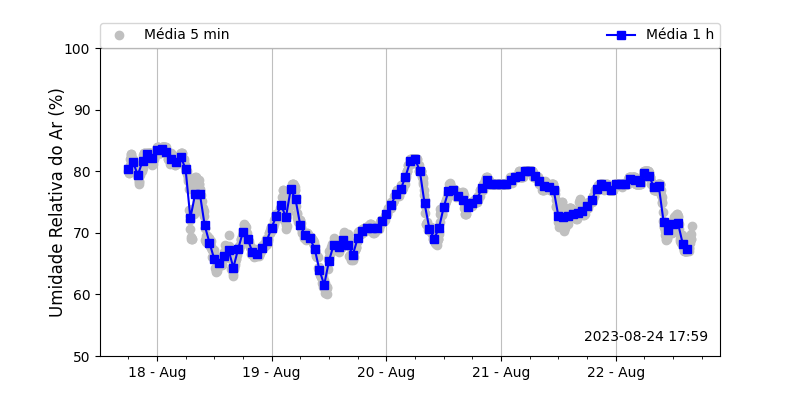 Média 5 min
Média 1 h
Umidade Relativa do Ar (%)
100
90
80
70
60
50
2023-08-24 17:59
18 - Aug
19 - Aug
20 - Aug
21 - Aug
22 - Aug